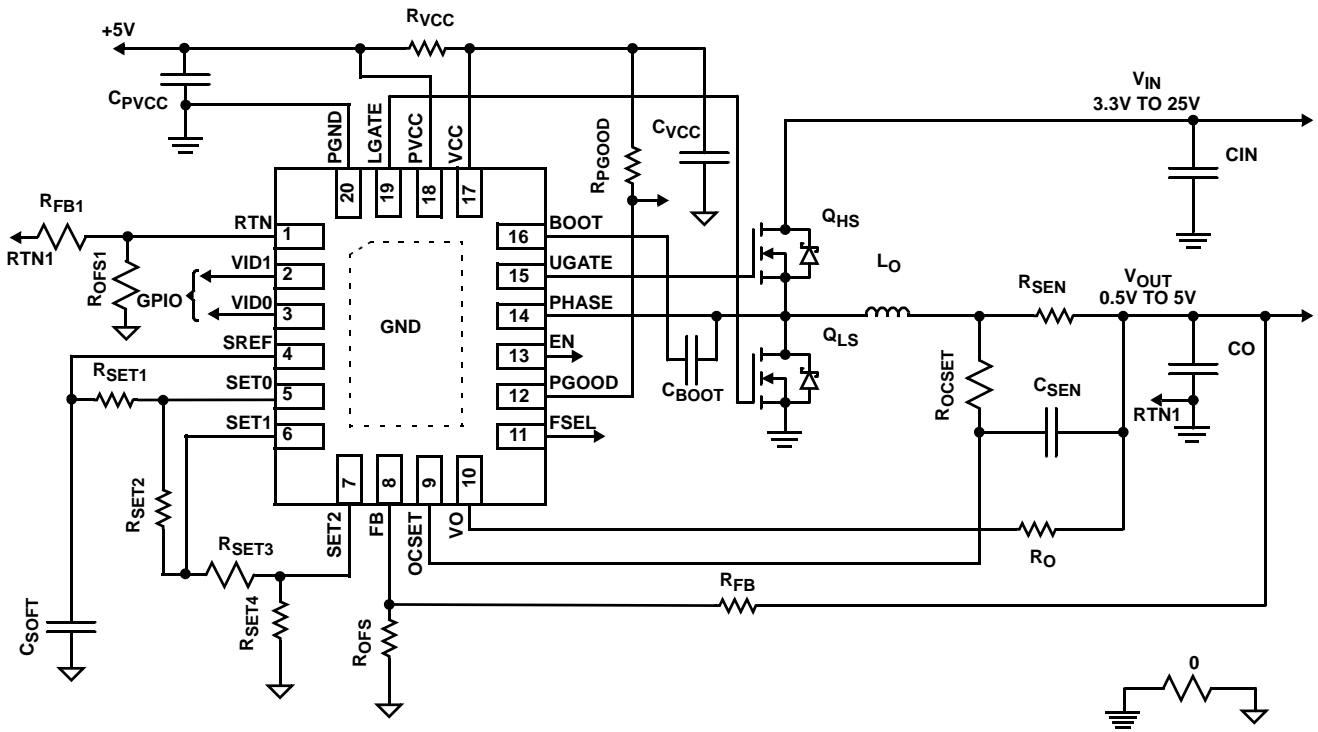 +5V
RVCC
CPVCC
PGND
LGATE
PVCC
VCC
20
19
18
17
RPGOOD
CVCC
VIN
3.3V TO 25V
CIN
RFB1
RTN1
ROFS1
GPIO
RTN
1
VID1
2
VID0
3
SREF
4
SET0
5
SET1
6
GND
16
BOOT
15
UGATE
14
PHASE
13
EN
12
PGOOD
11
FSEL
QHS
QLS
CBOOT
LO
RSEN
VOUT
0.5V TO 5V
CO
RTN1
ROCSET
CSEN
RSET1
RSET2
RSET3
RSET4
CSOFT
7
8
9
10
SET2
FB
OCSET
VO
RO
RFB
ROFS
0